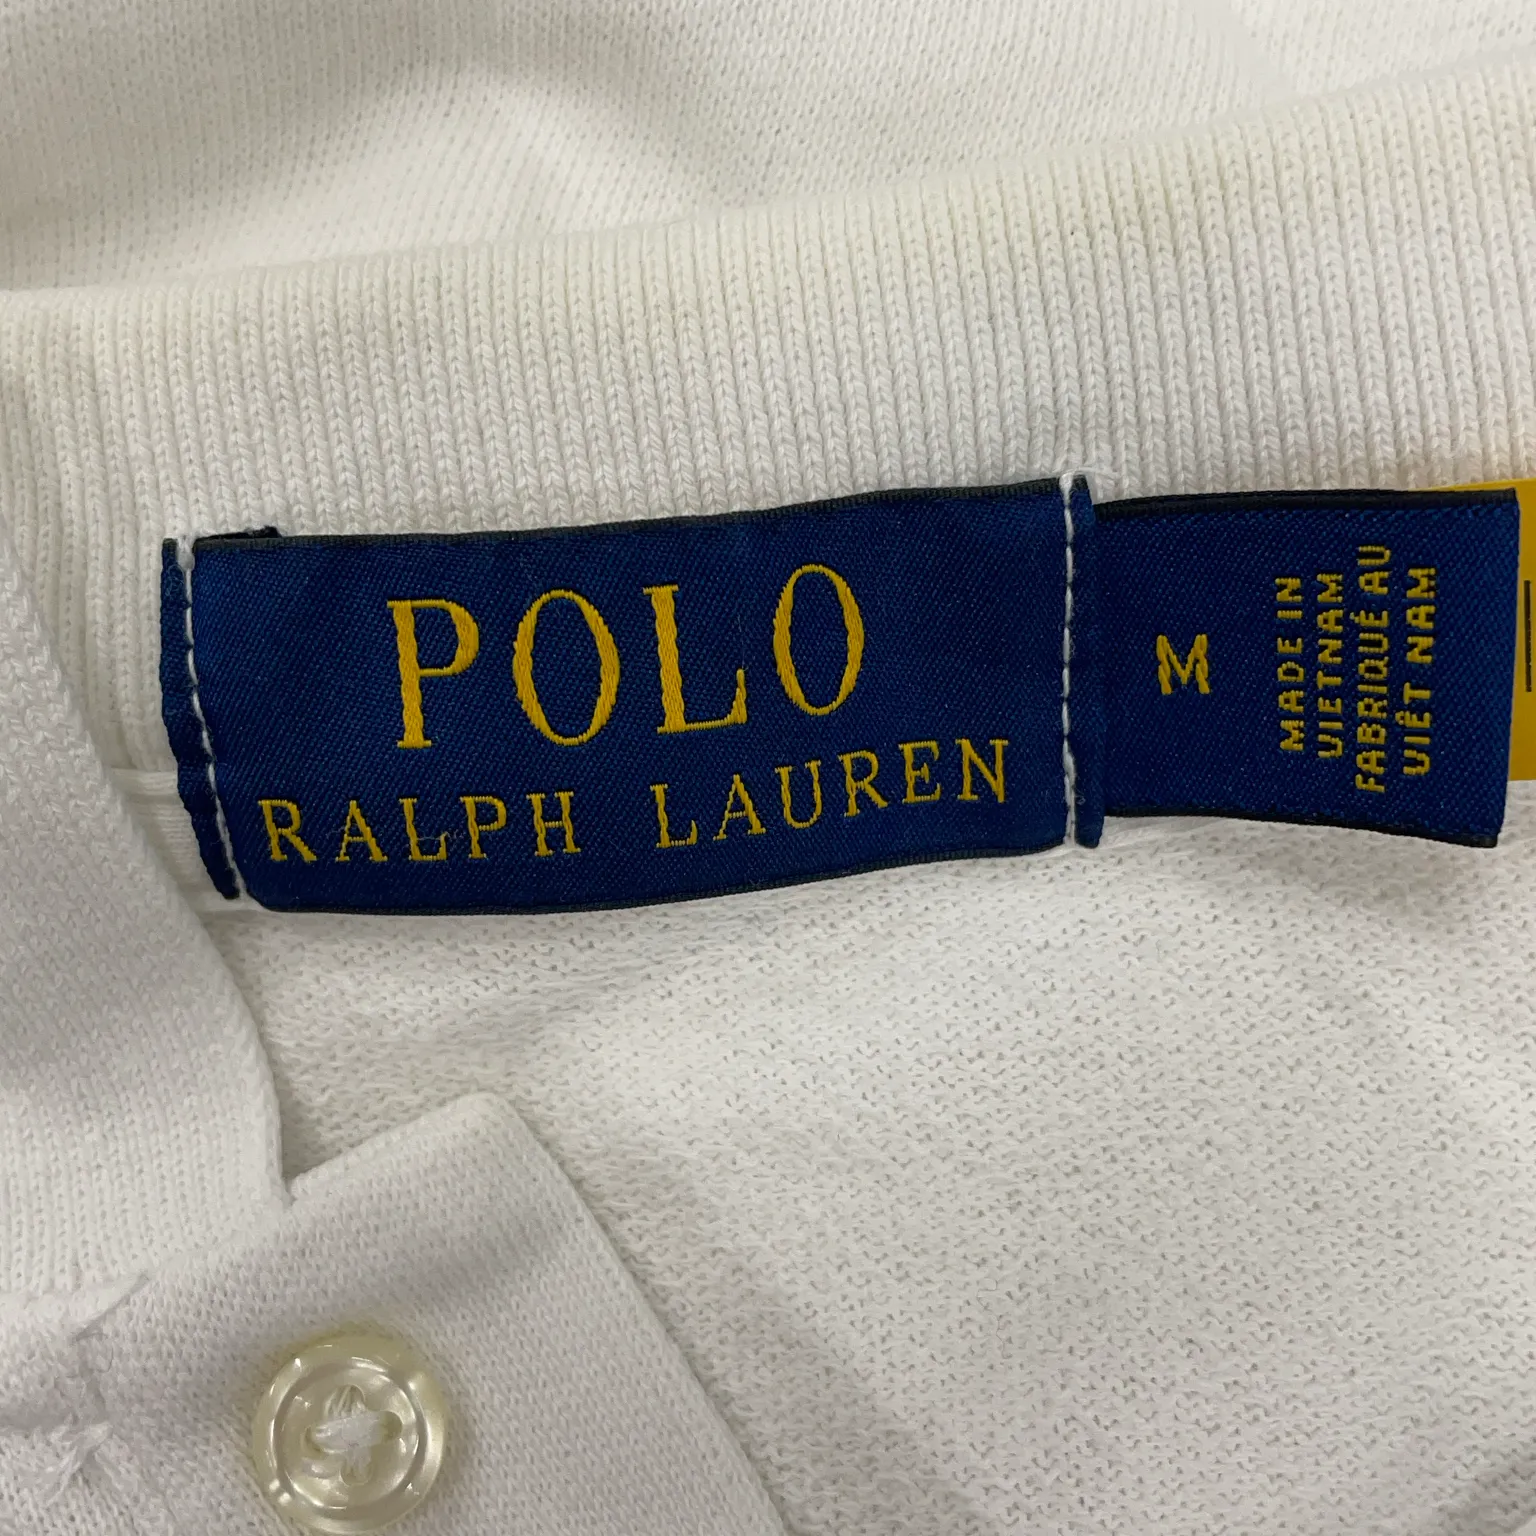 POLO
RALPH LAUREN
M
MADE IN
VIETNAM
FABRIQUÉ AU
VIÊT NAM